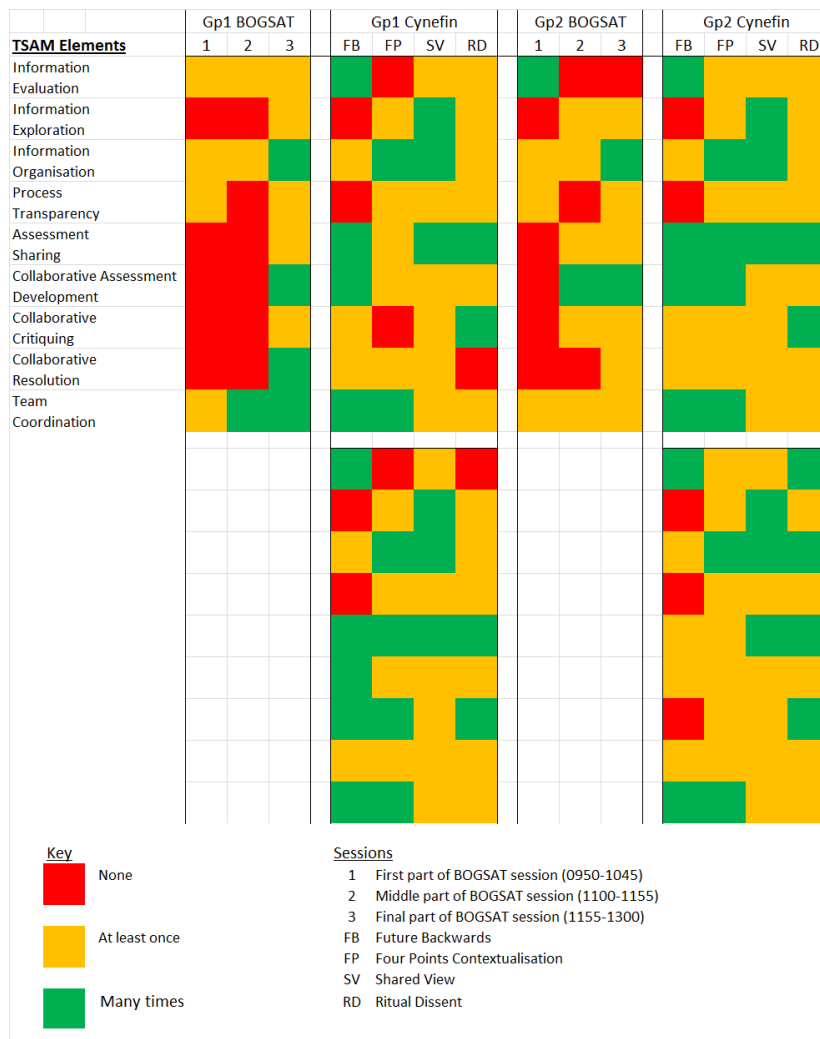 Gp1 BOGSAT Gp1 Cynefin Gp2 BOGSAT Gp2 Cynefin
TSAM Elements 1 2 3 FB FP SV RD 1 2 3 FB FP SV RD
Information
Evaluation
Information
Exploration
Information
Organisation
Process
Transparency
Assessment
Sharing
Collaborative Assessment
Development
Collaborative
Critiquing
Collaborative
Resolution
Team
Coordination
Key
None
At least once
Many times
Sessions
1 First part of BOGSAT session (0950-1045)
2 Middle part of BOGSAT session (1100-1155)
3 Final part of BOGSAT session (1155-1300)
FB Future Backwards
FP Four Points Contextualisation
SV Shared View
RD Ritual Dissent